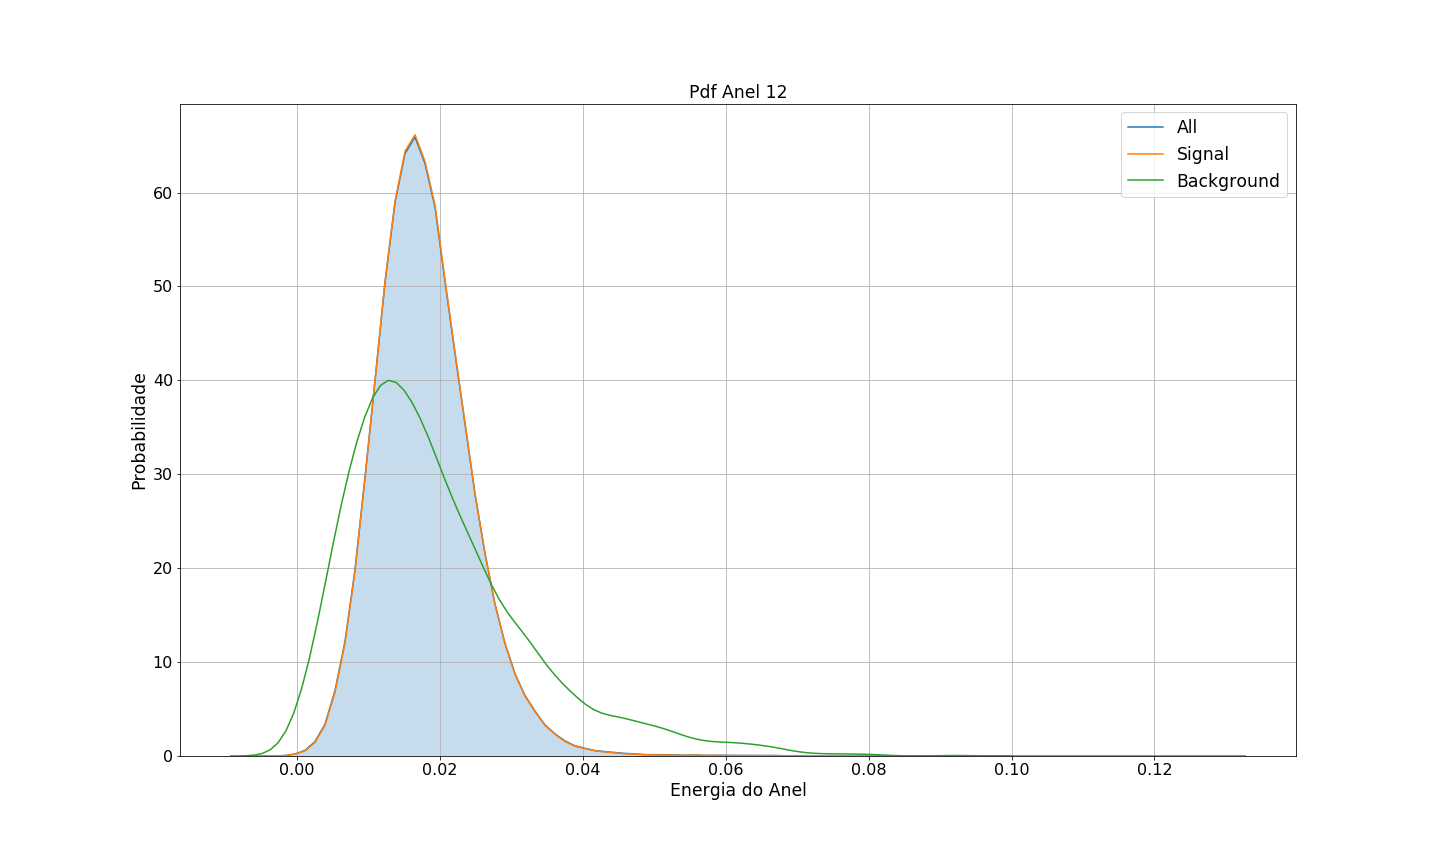 Pdf Anel 12
All
Signal
Background
Probabilidade
60
50
40
30
20
10
0
0.00 0.02 0.04 0.06 0.08 0.10 0.12
Energia do Anel